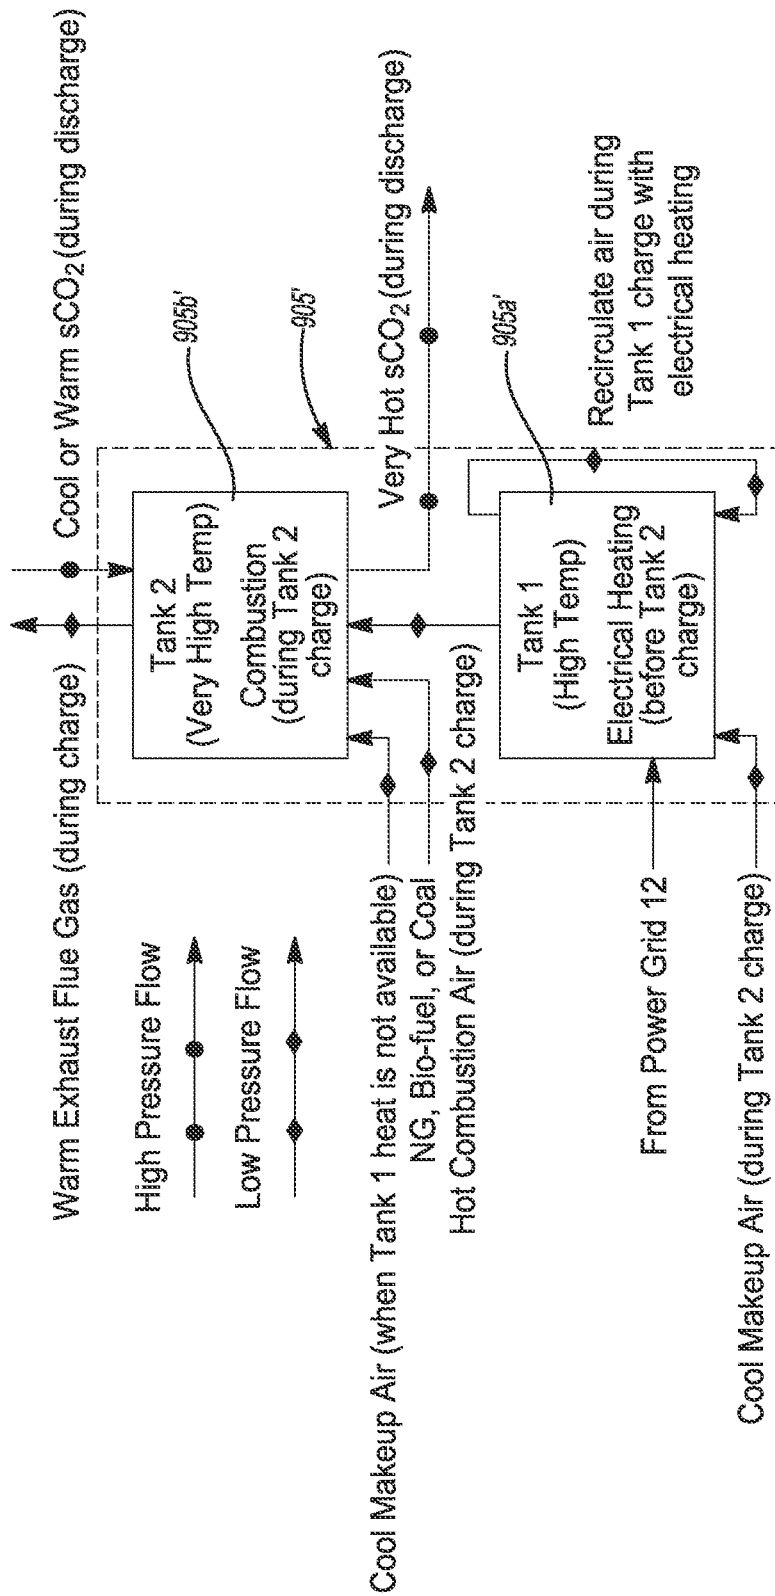 Warm Exhaust Flue Gas (during charge)
Cool or Warm sCO₂ (during discharge)
High Pressure Flow
Low Pressure Flow
Tank 2
(Very High Temp)
Combustion
(during Tank 2
charge)
905b'
905'
Cool Makeup Air (when Tank 1 heat is not available)
NG, Bio-fuel, or Coal
Hot Combustion Air (during Tank 2 charge)
Very Hot sCO₂ (during discharge)
Tank 1
(High Temp)
Electrical Heating
(before Tank 2
charge)
905a'
Recirculate air during
Tank 1 charge with
electrical heating
From Power Grid 12
Cool Makeup Air (during Tank 2 charge)